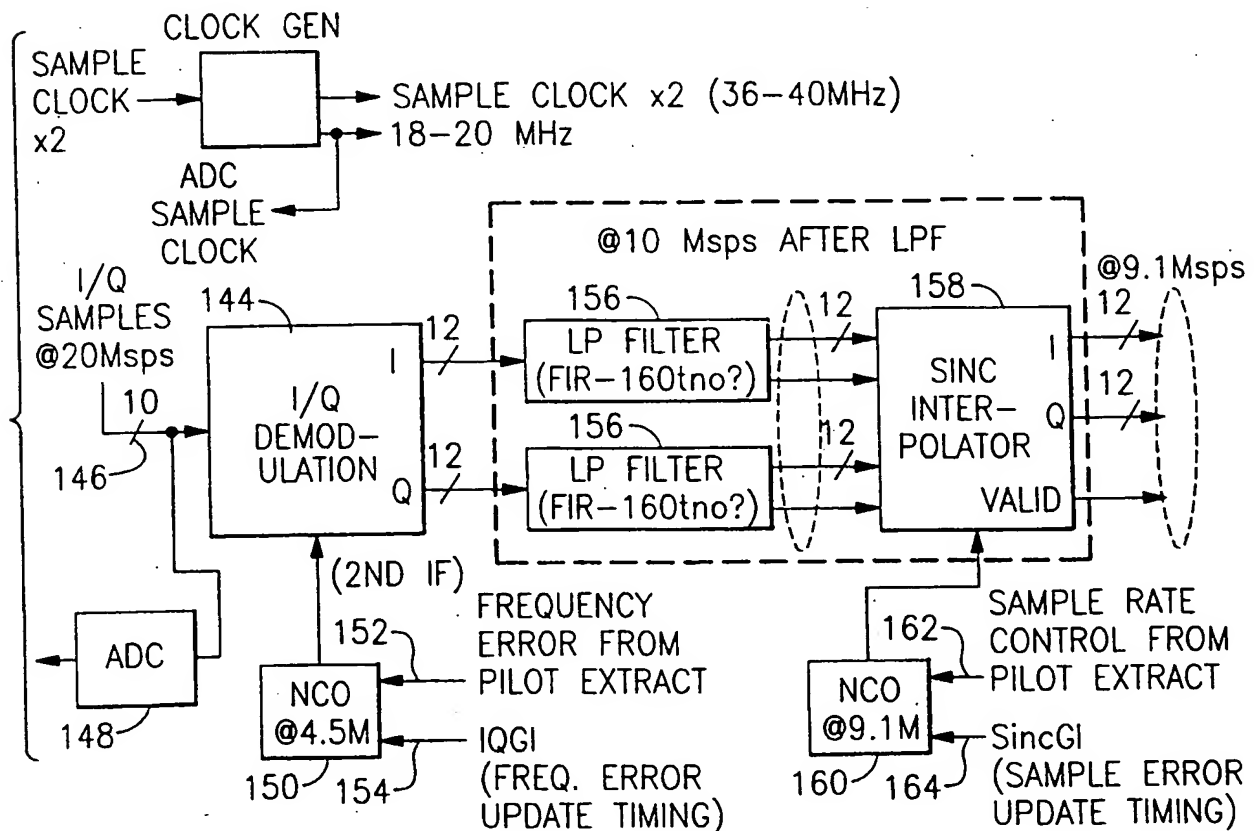 CLOCK GEN
SAMPLE
CLOCK
x2
SAMPLE CLOCK x2 (36-40MHz)
18-20 MHz
ADC
SAMPLE
CLOCK
I/Q
SAMPLES
@20Msps
10
146
144
I
I/Q
DEMOD-
ULATION
Q
12
12
@10 Msps AFTER LPF
156
LP FILTER
(FIR-160tno?)
156
LP FILTER
(FIR-160tno?)
12
12
158
SINC
INTER-
POLATOR
I
Q
VALID
@9.1Msps
12
12
ADC
148
(2ND IF)
NCO
@4.5M
150
152
FREQUENCY
ERROR FROM
PILOT EXTRACT
154
IQGI
(FREQ. ERROR
UPDATE TIMING)
NCO
@9.1M
160
162
SAMPLE RATE
CONTROL FROM
PILOT EXTRACT
164
SincGI
(SAMPLE ERROR
UPDATE TIMING)